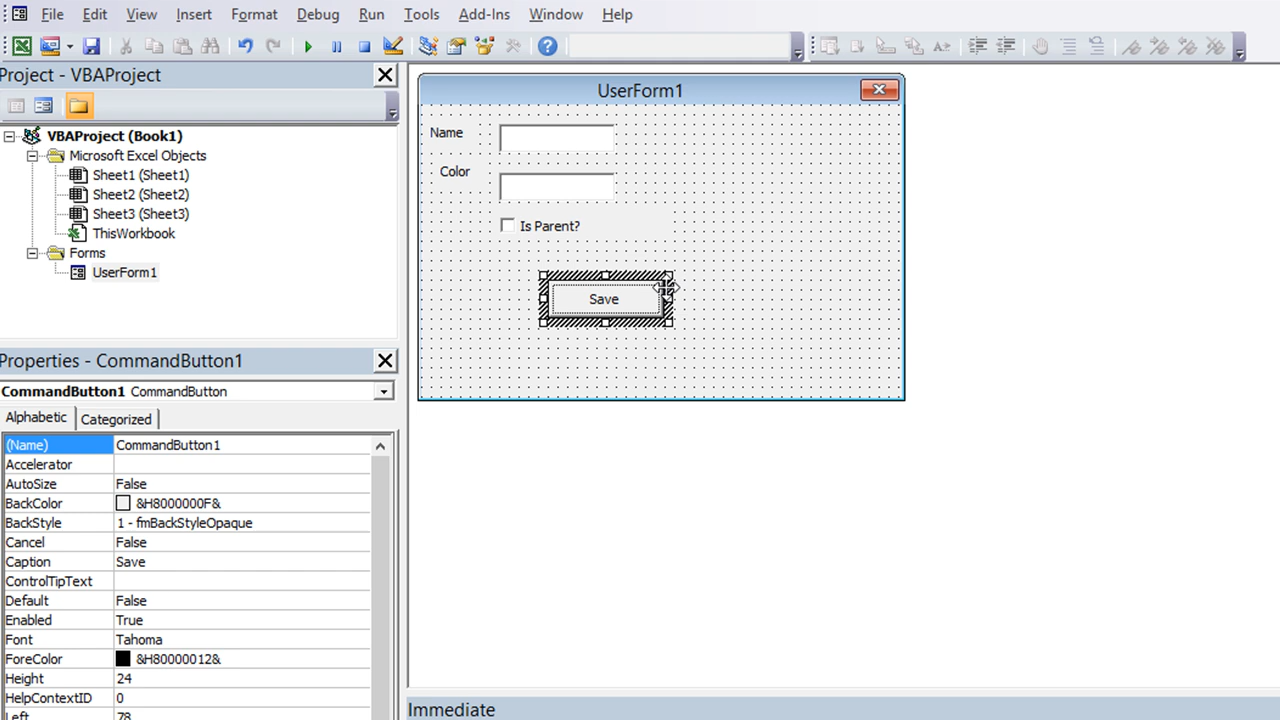 File Edit View Insert Format Debug Run Tools Add-Ins Window Help
Project - VBAProject
VBAProject (Book1)
Microsoft Excel Objects
Sheet1 (Sheet1)
Sheet2 (Sheet2)
Sheet3 (Sheet3)
ThisWorkbook
Forms
UserForm1
Properties - CommandButton1
CommandButton1 CommandButton
Alphabetic Categorized
(Name) CommandButton1
Accelerator
AutoSize False
BackColor &H8000000F&
BackStyle 1 - fmBackStyleOpaque
Cancel False
Caption Save
ControlTipText
Default False
Enabled True
Font Tahoma
ForeColor &H80000012&
Height 24
HelpContextID 0
Left 78
UserForm1
Name
Color
Is Parent?
Save
Immediate